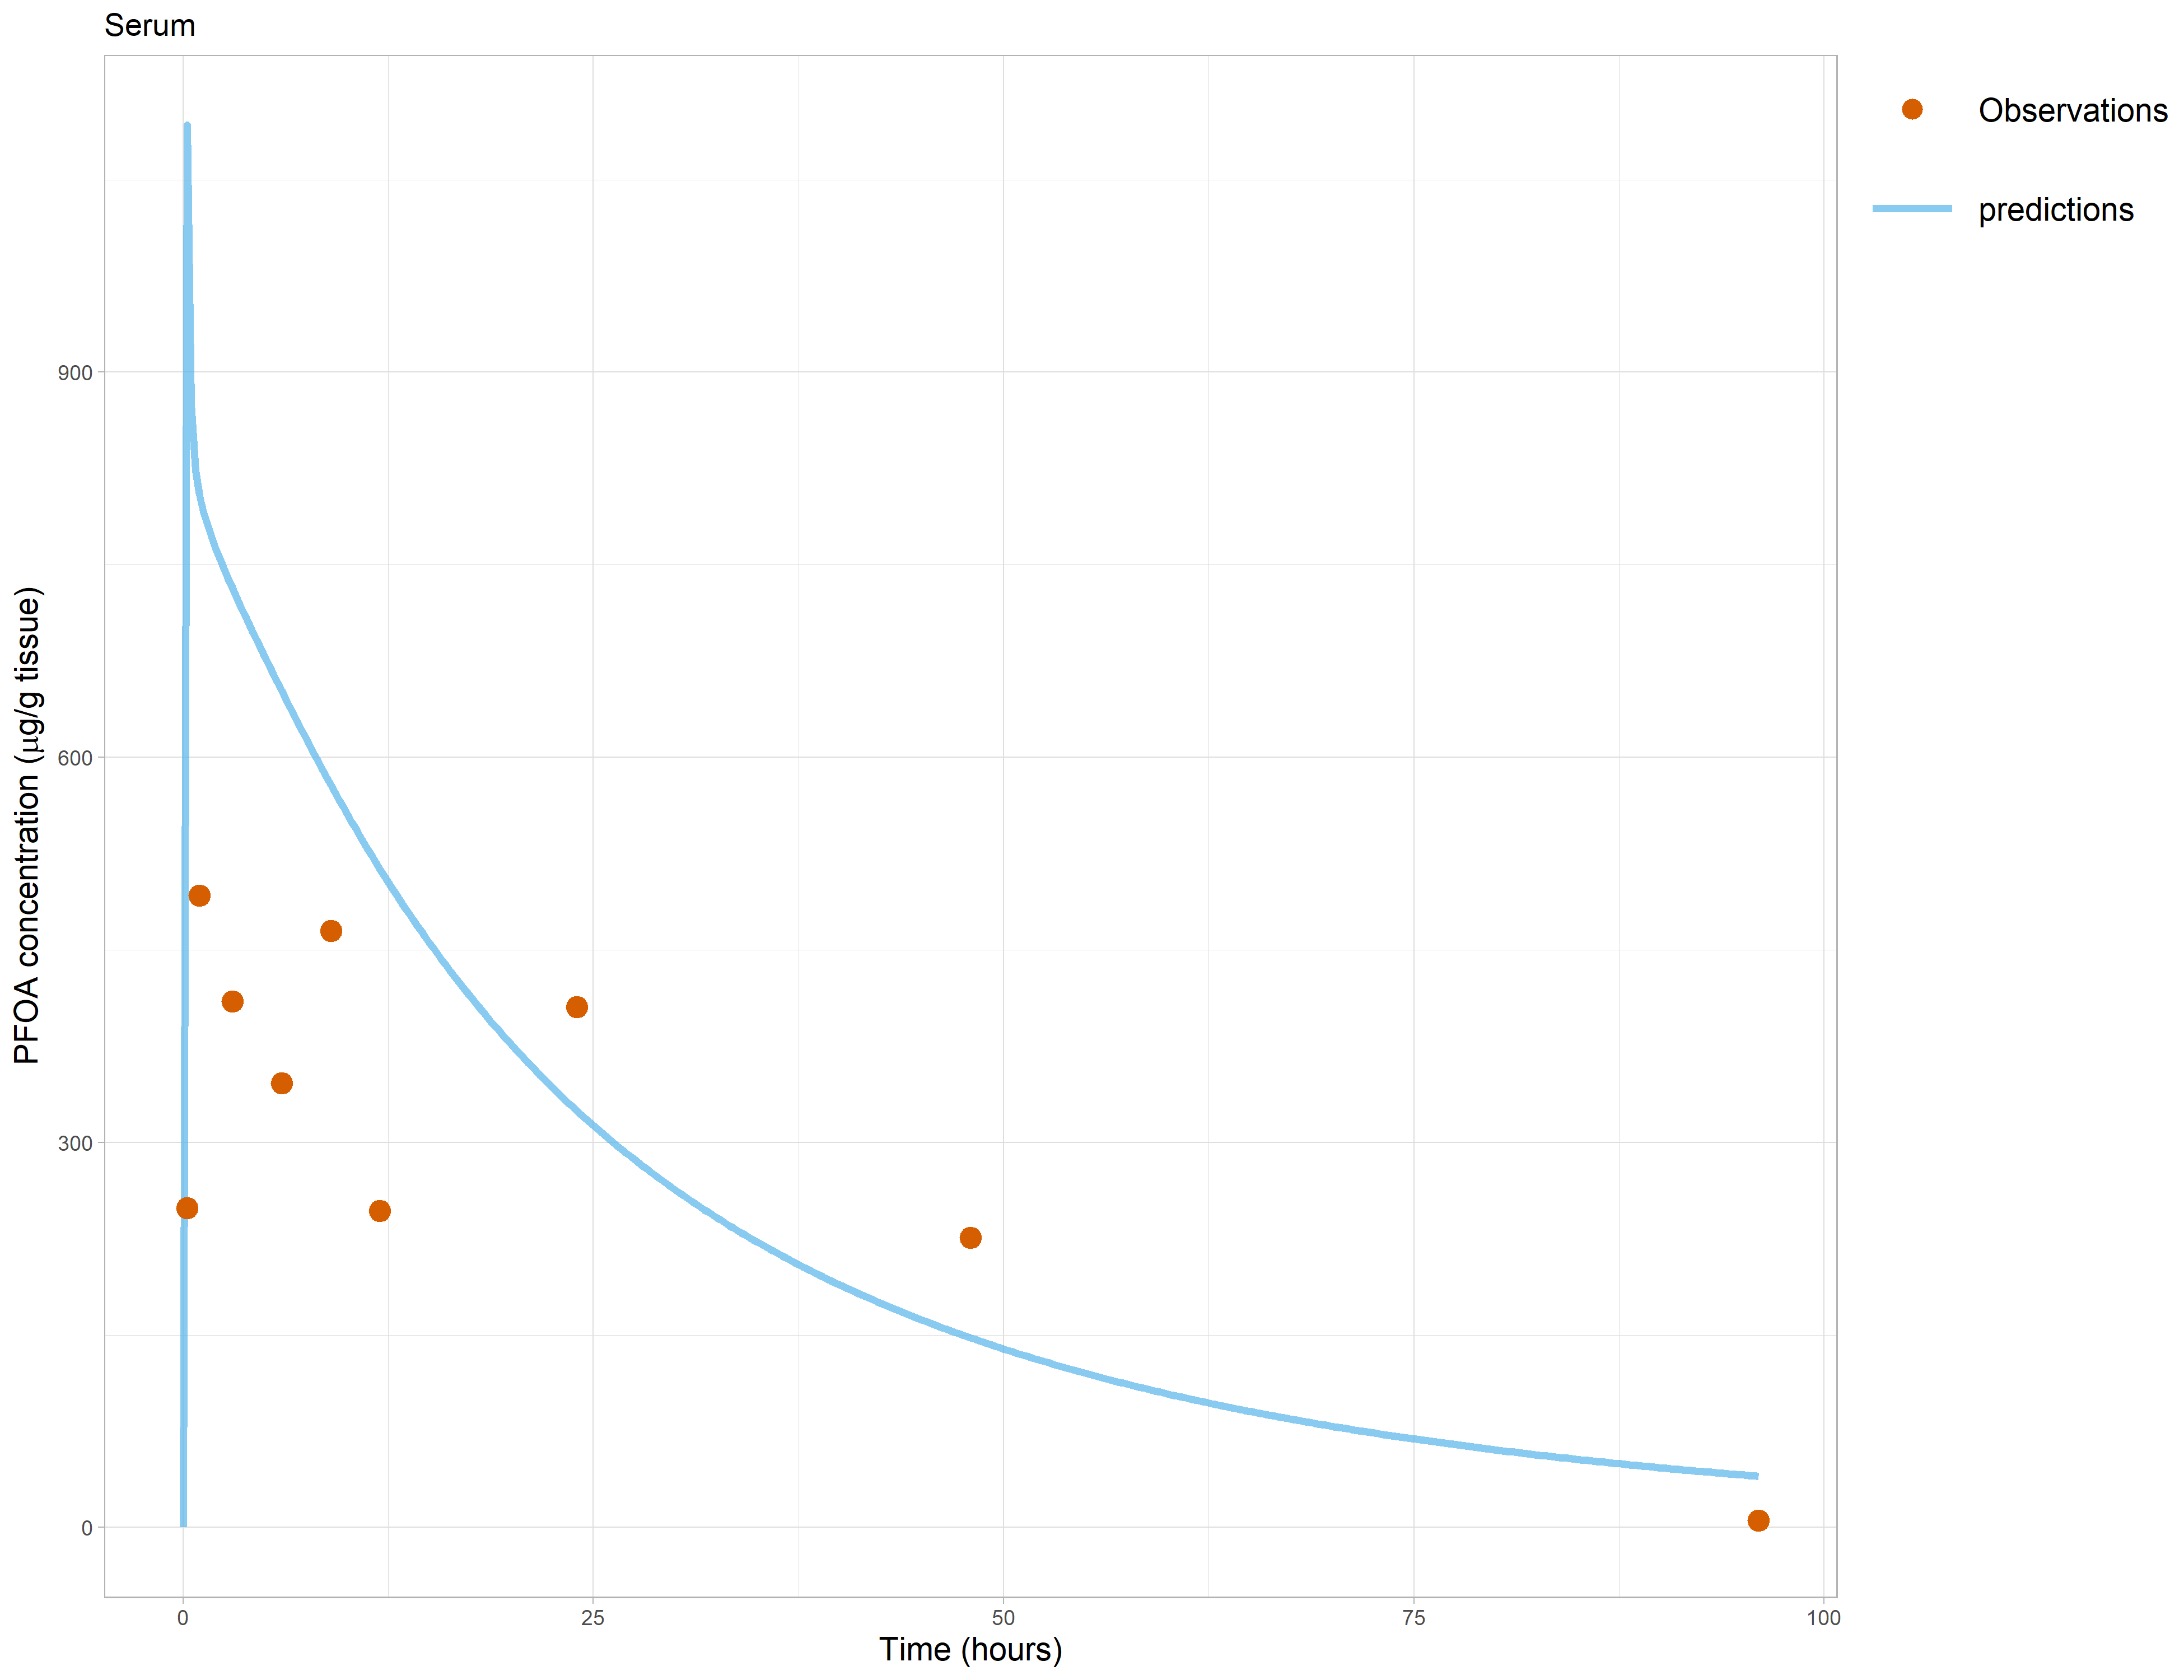 Serum
PFOA concentration (μg/g tissue)
900
600
300
0
0
25
50
75
100
Time (hours)
Observations
predictions